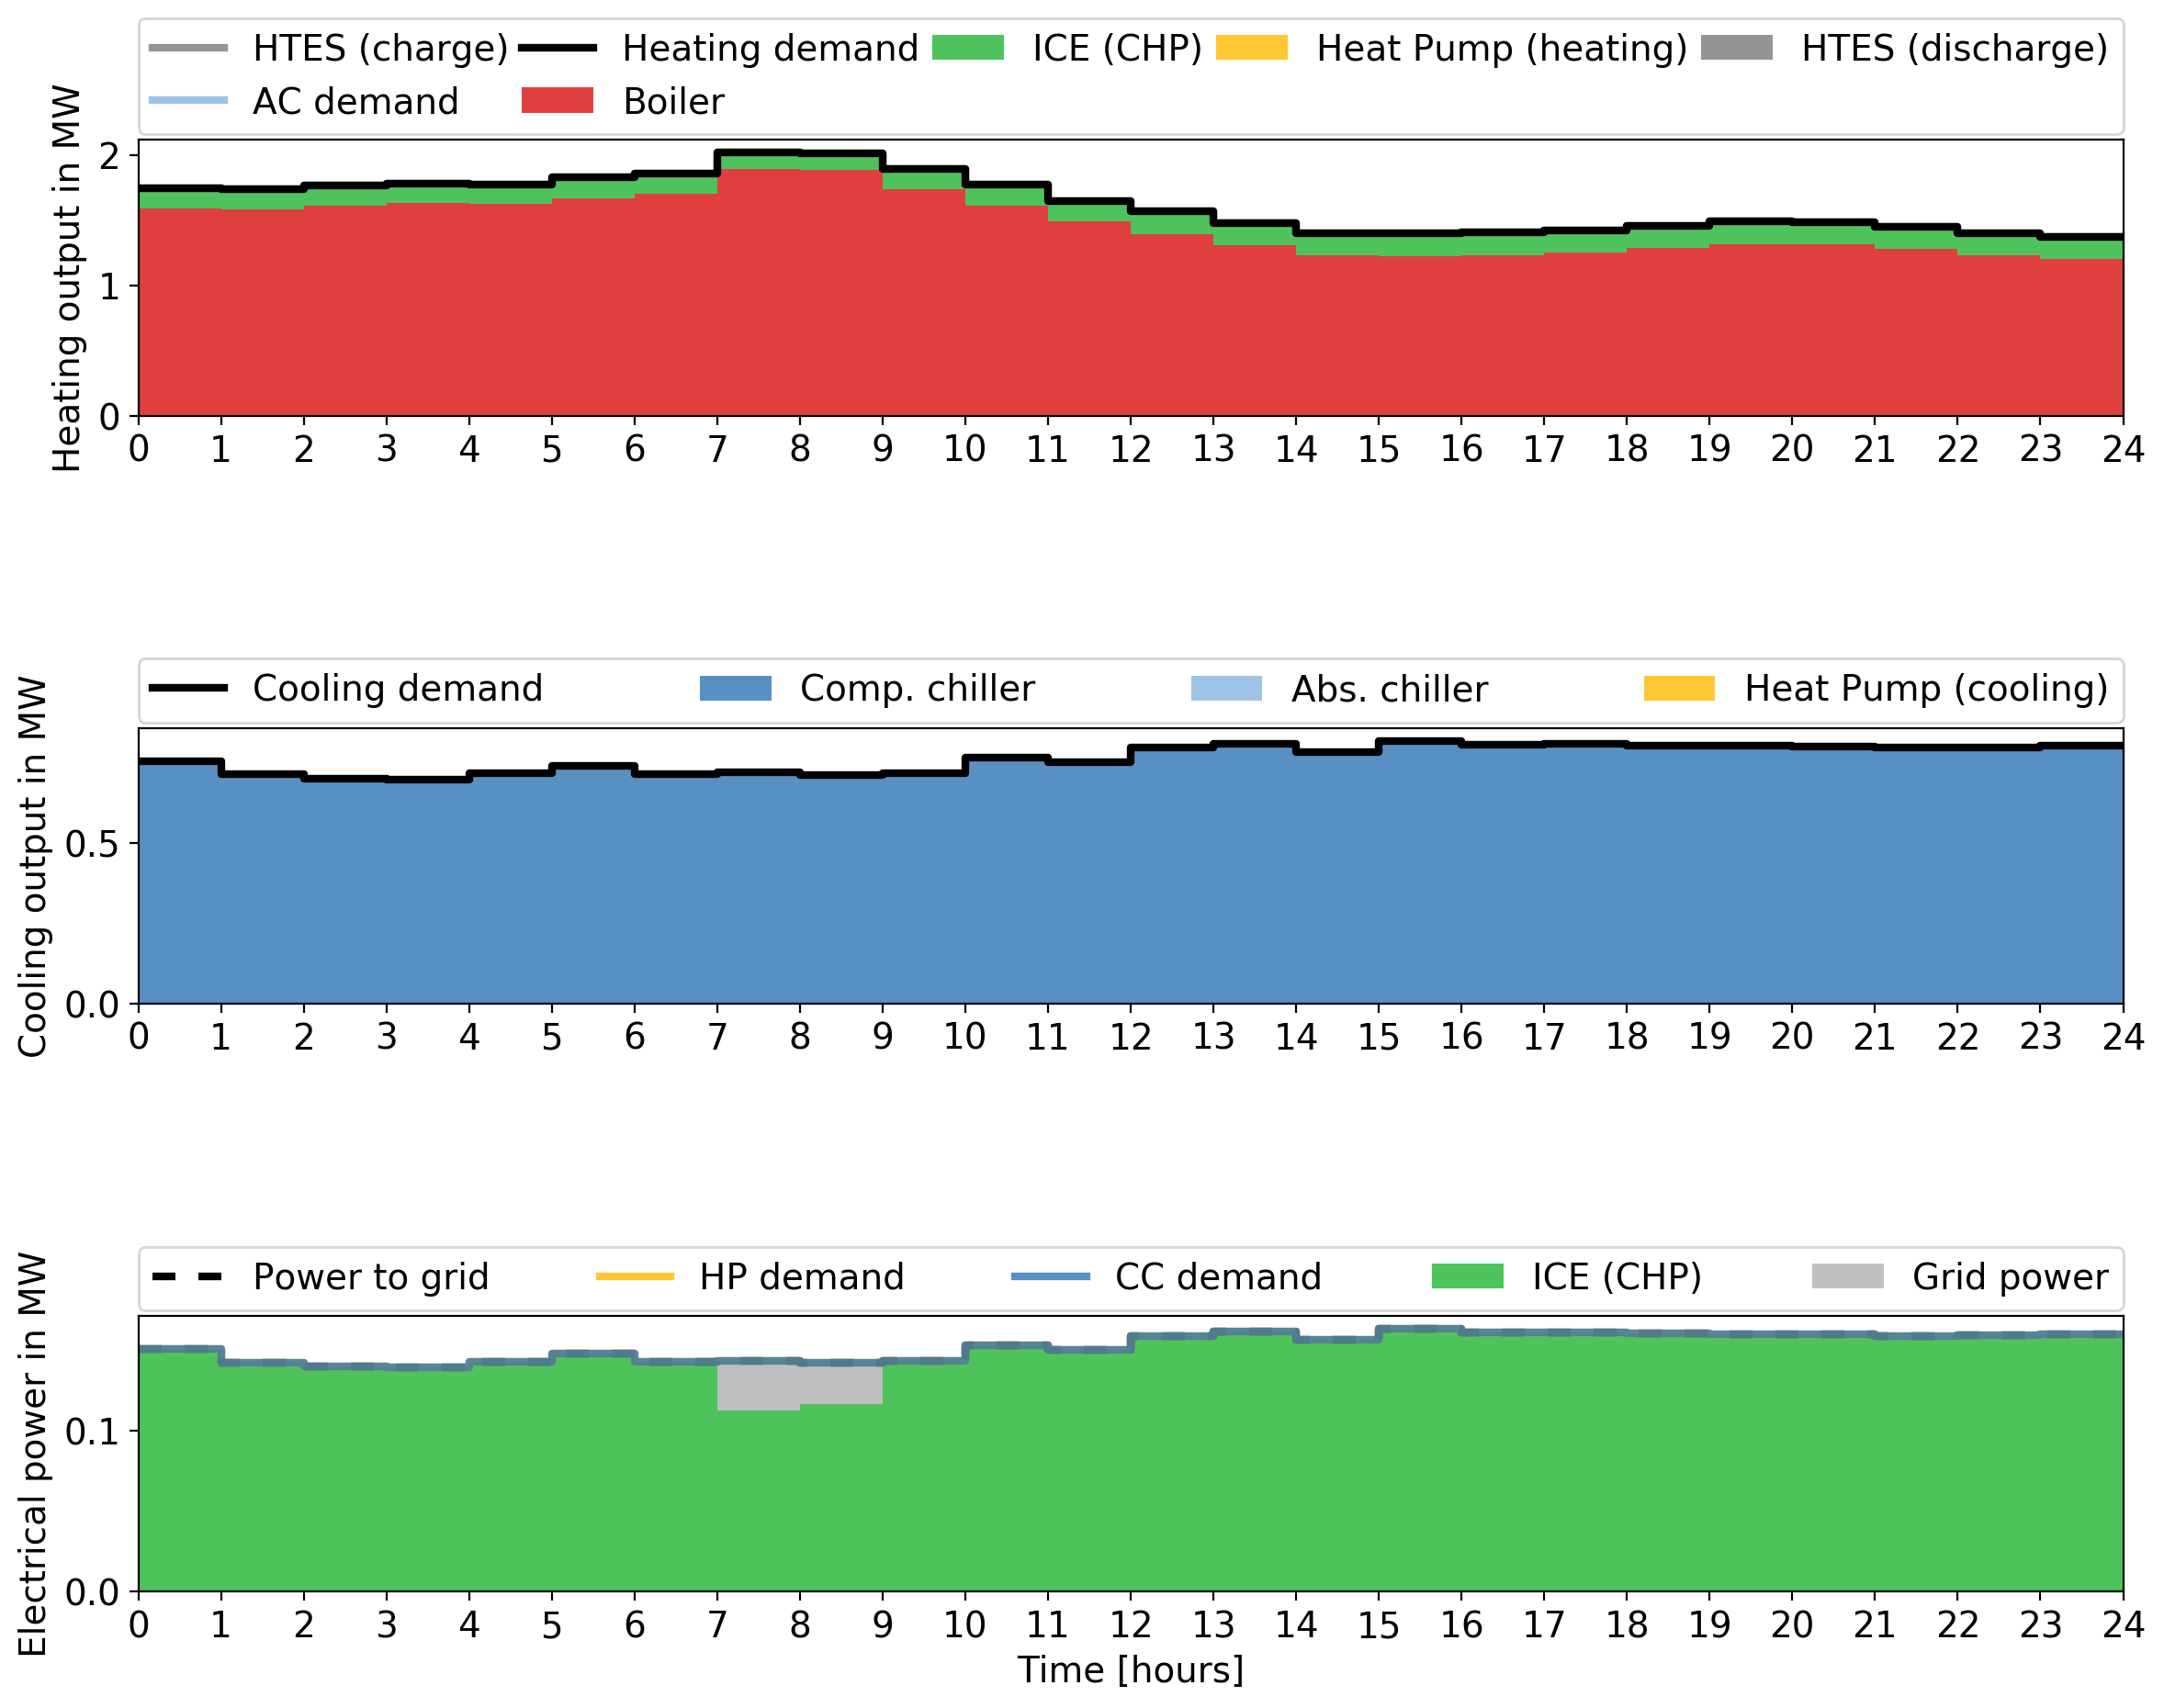 HTES (charge) Heating demand ICE (CHP) Heat Pump (heating) HTES (discharge)
AC demand Boiler
Heating output in MW
2
1
0
0 1 2 3 4 5 6 7 8 9 10 11 12 13 14 15 16 17 18 19 20 21 22 23 24
Cooling demand Comp. chiller Abs. chiller Heat Pump (cooling)
Cooling output in MW
0.5
0.0
0 1 2 3 4 5 6 7 8 9 10 11 12 13 14 15 16 17 18 19 20 21 22 23 24
Power to grid HP demand CC demand ICE (CHP) Grid power
Electrical power in MW
0.1
0.0
0 1 2 3 4 5 6 7 8 9 10 11 12 13 14 15 16 17 18 19 20 21 22 23 24
Time [hours]